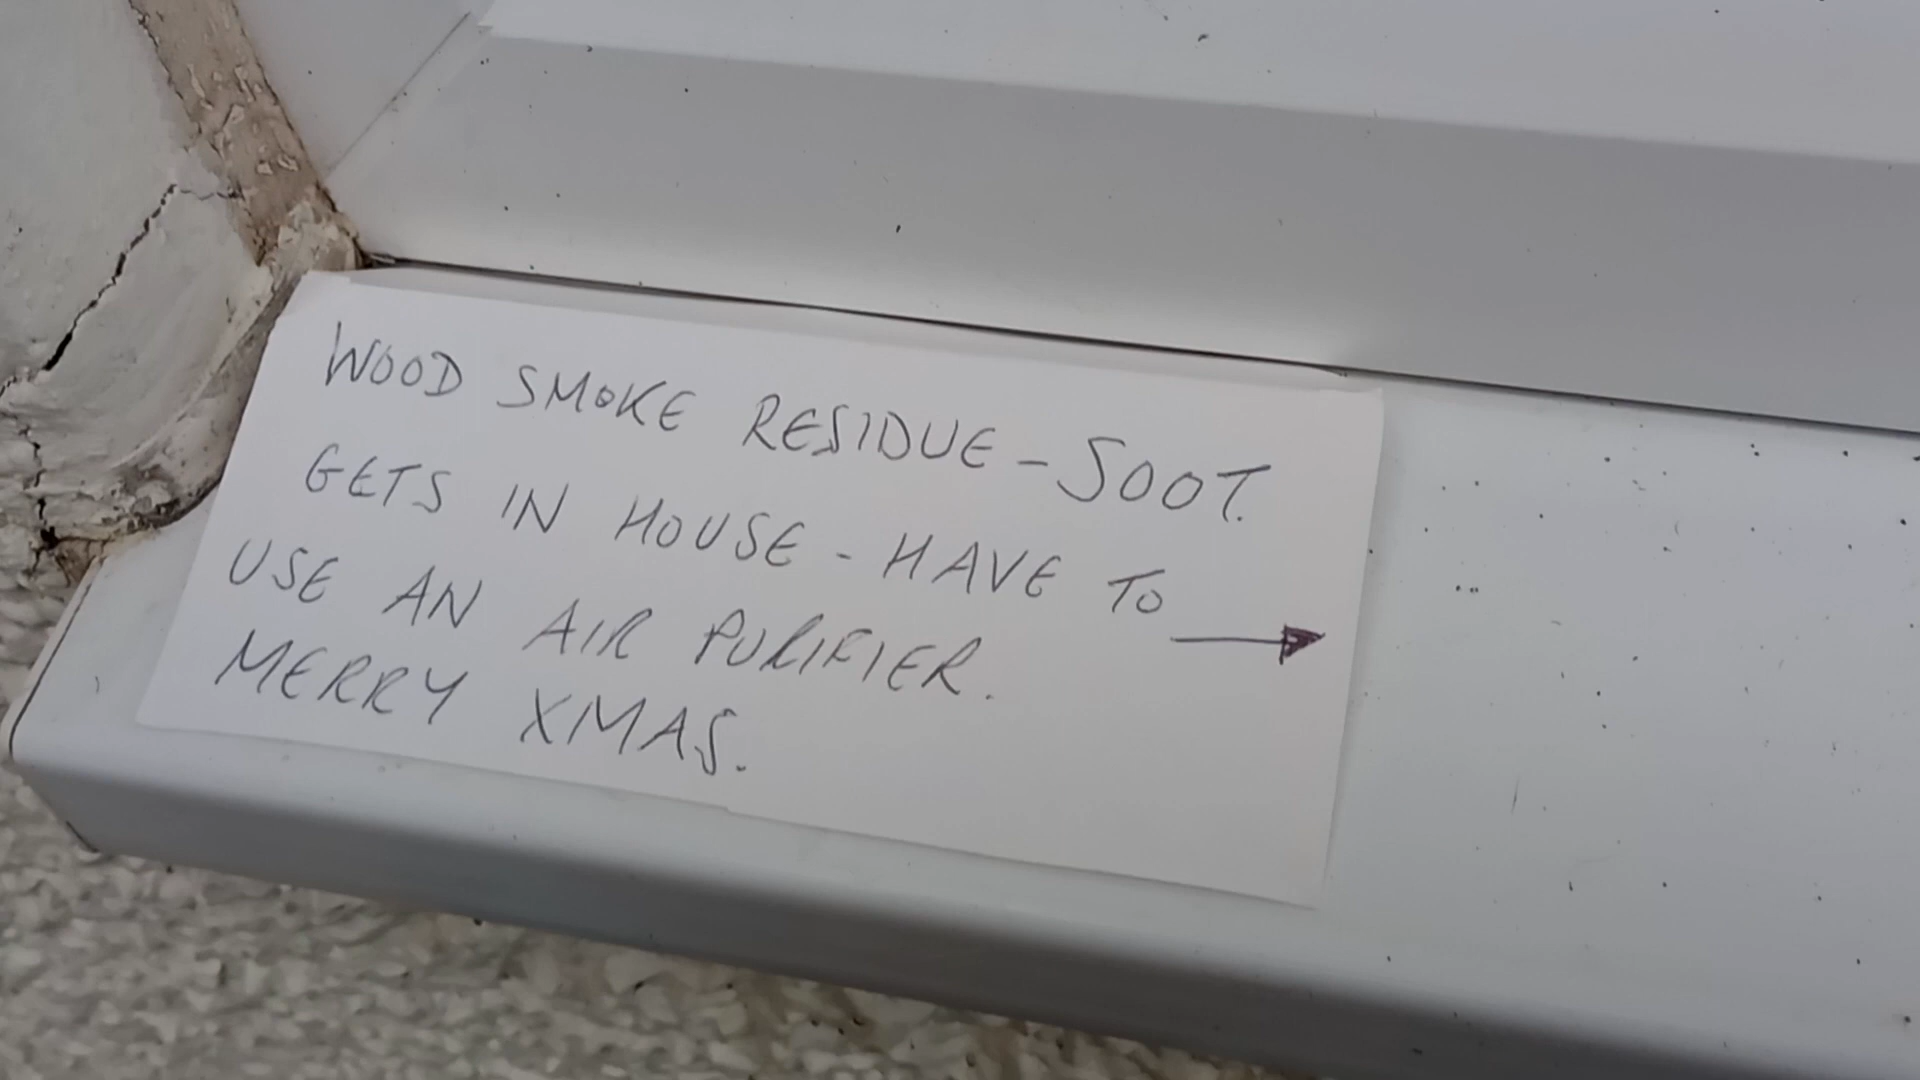 WOOD SMOKE RESIDUE - SOOT.
GETS IN HOUSE - HAVE TO
USE AN AIR PURIFIER.
MERRY XMAS.